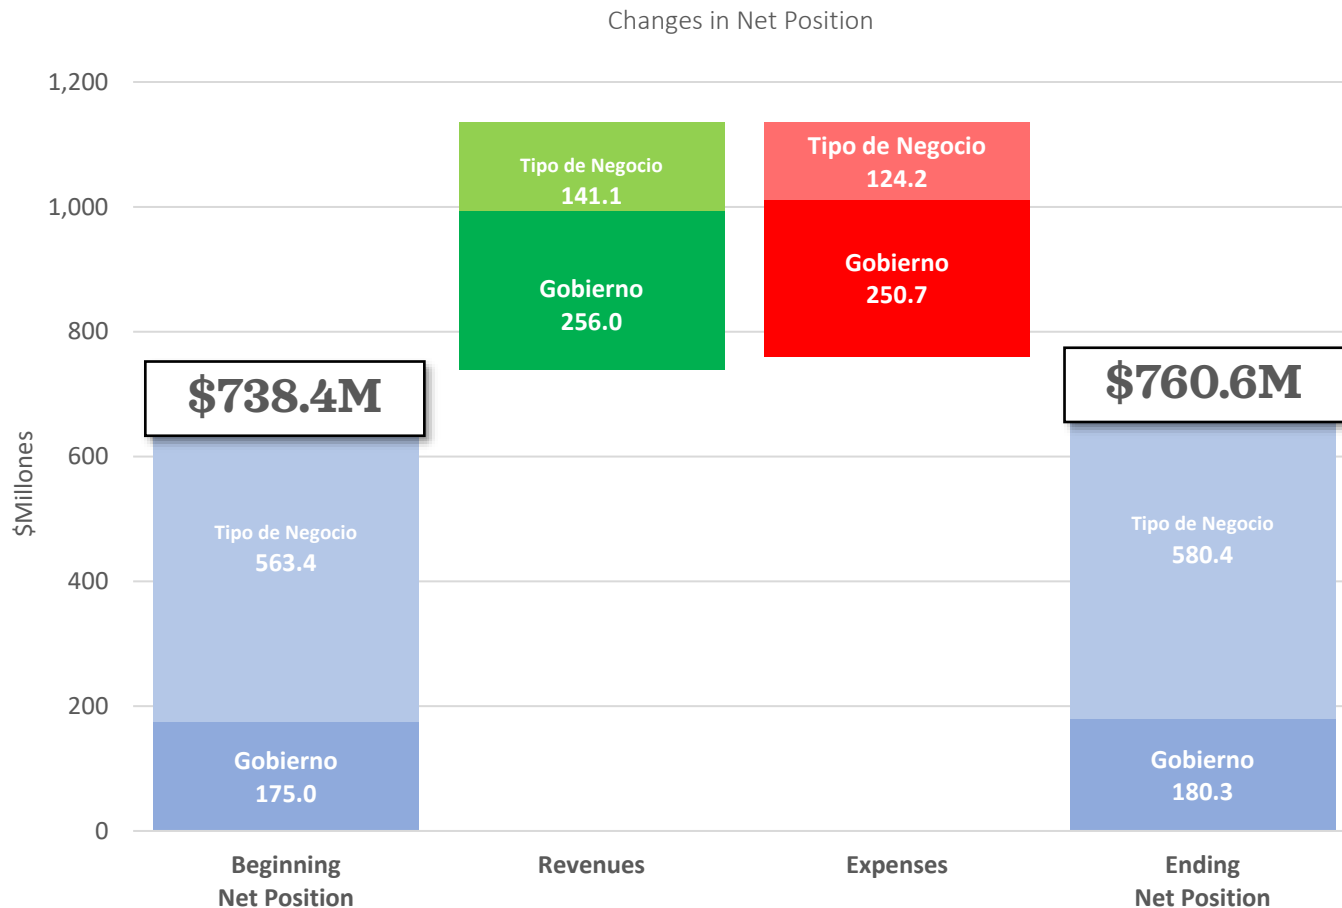 Changes in Net Position
$Millones
1,200
1,000
800
600
400
200
0
$738.4M
Tipo de Negocio
563.4
Gobierno
175.0
Tipo de Negocio
141.1
Gobierno
256.0
Tipo de Negocio
124.2
Gobierno
250.7
$760.6M
Tipo de Negocio
580.4
Gobierno
180.3
Beginning
Net Position
Revenues
Expenses
Ending
Net Position